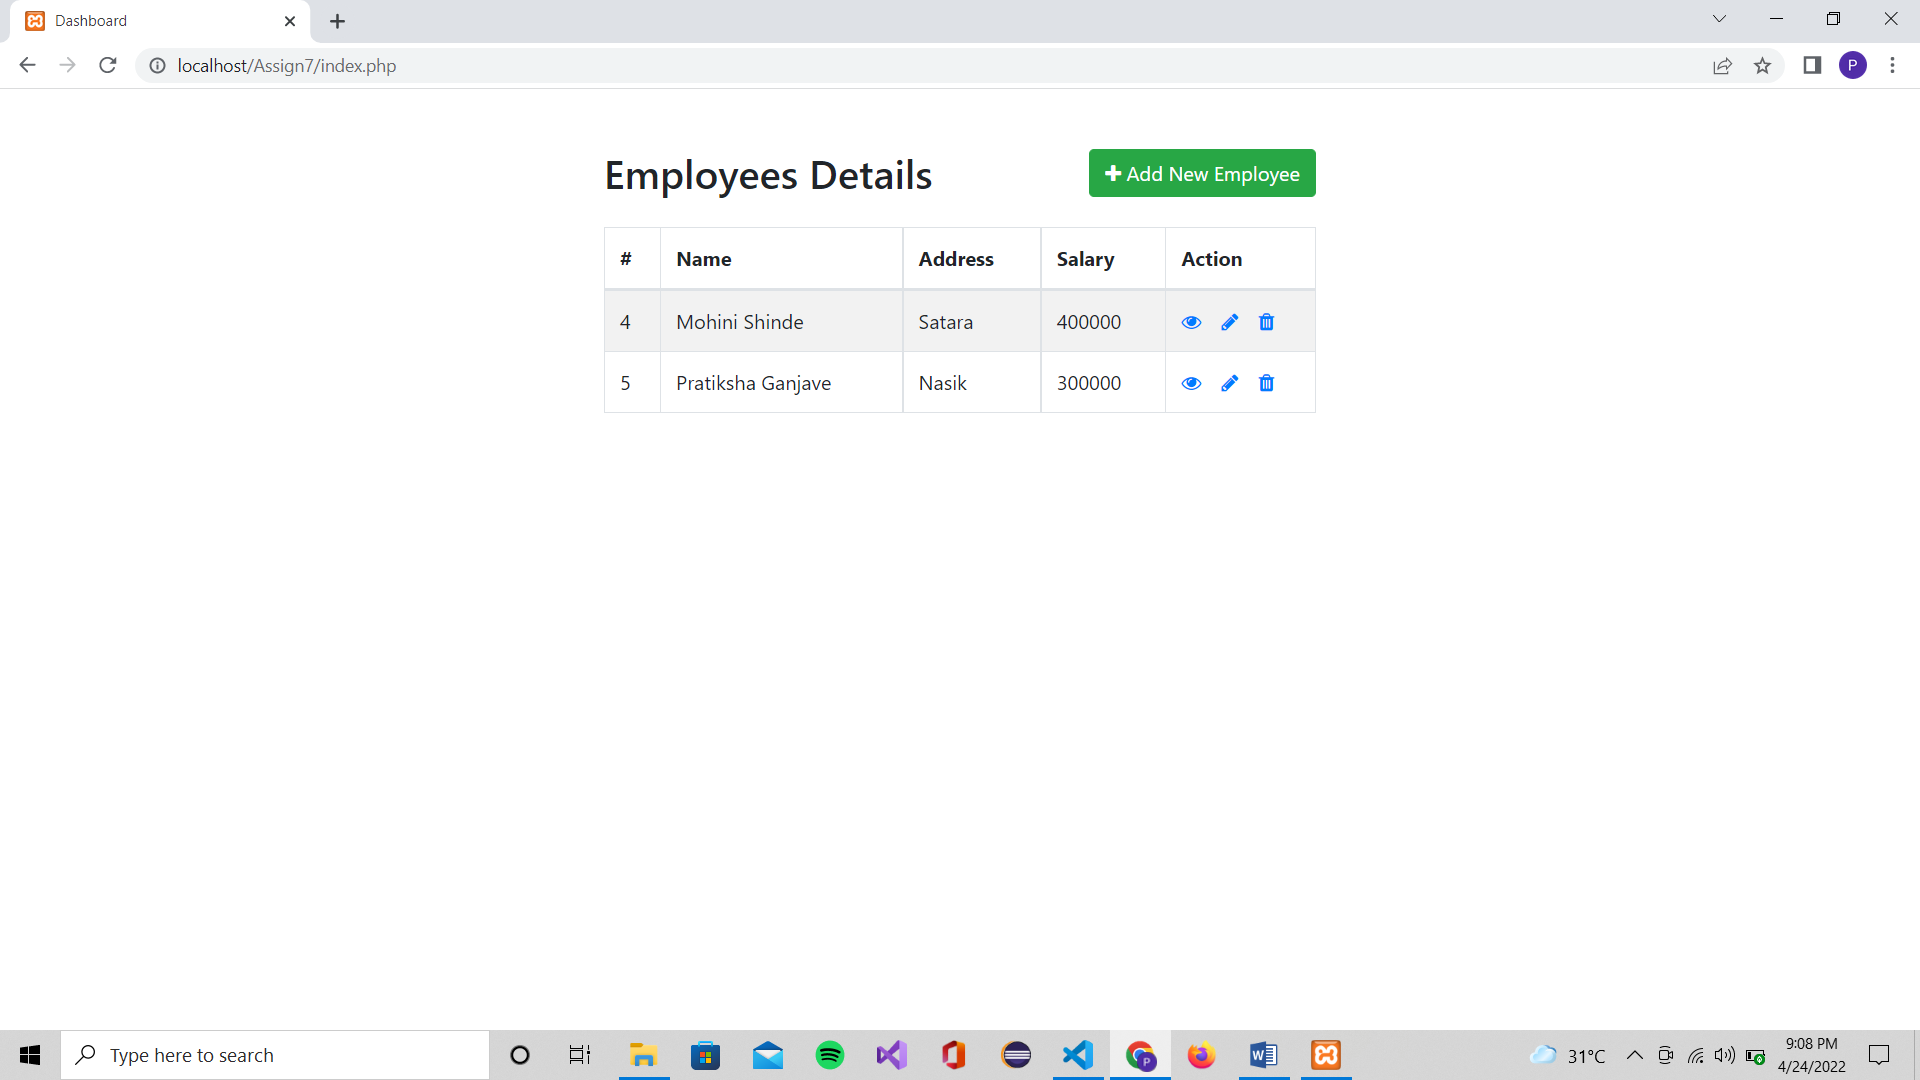 Dashboard
localhost/Assign7/index.php
P
Employees Details
Add New Employee
# Name Address Salary Action
4 Mohini Shinde Satara 400000
5 Pratiksha Ganjave Nasik 300000
Type here to search
31°C
9:08 PM
4/24/2022